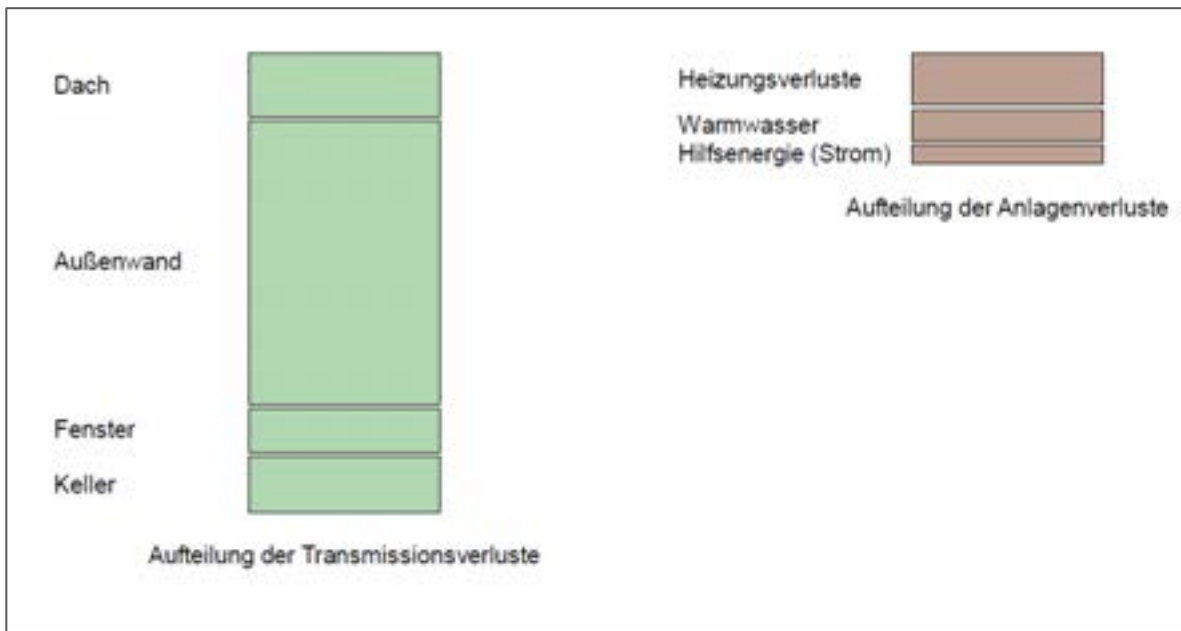 Dach
Außenwand
Fenster
Keller
Aufteilung der Transmissionsverluste
Heizungsverluste
Warmwasser
Hilfsenergie (Strom)
Aufteilung der Anlagenverluste